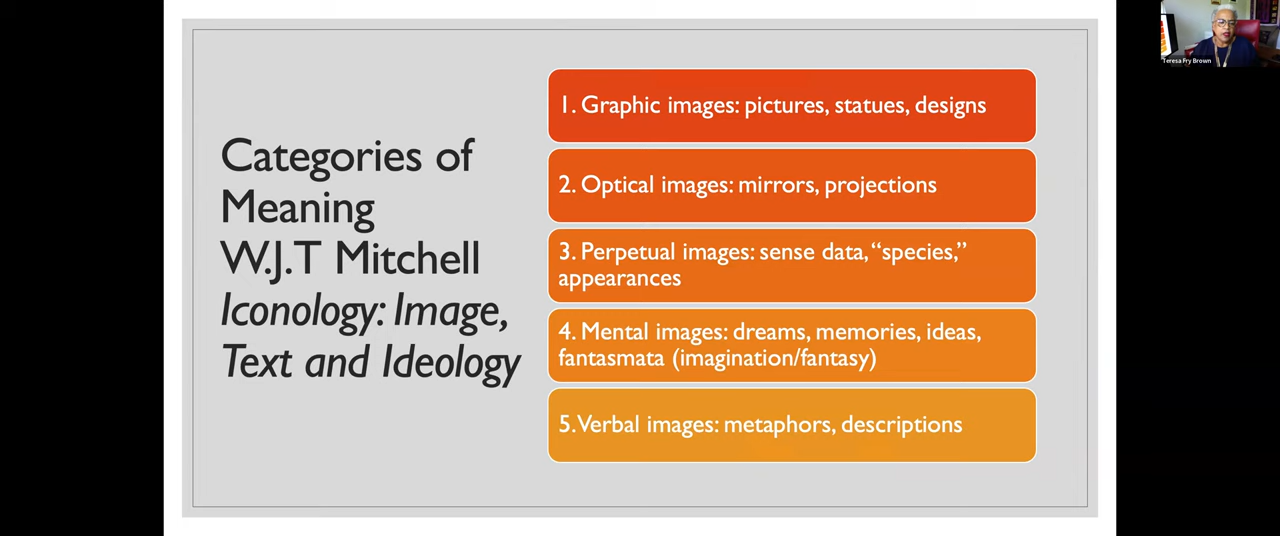 Categories of
Meaning
W.J.T Mitchell
Iconology: Image,
Text and Ideology
1. Graphic images: pictures, statues, designs
2. Optical images: mirrors, projections
3. Perpetual images: sense data, “species,”
appearances
4. Mental images: dreams, memories, ideas,
fantasmata (imagination/fantasy)
5. Verbal images: metaphors, descriptions
Teresa Fry Brown